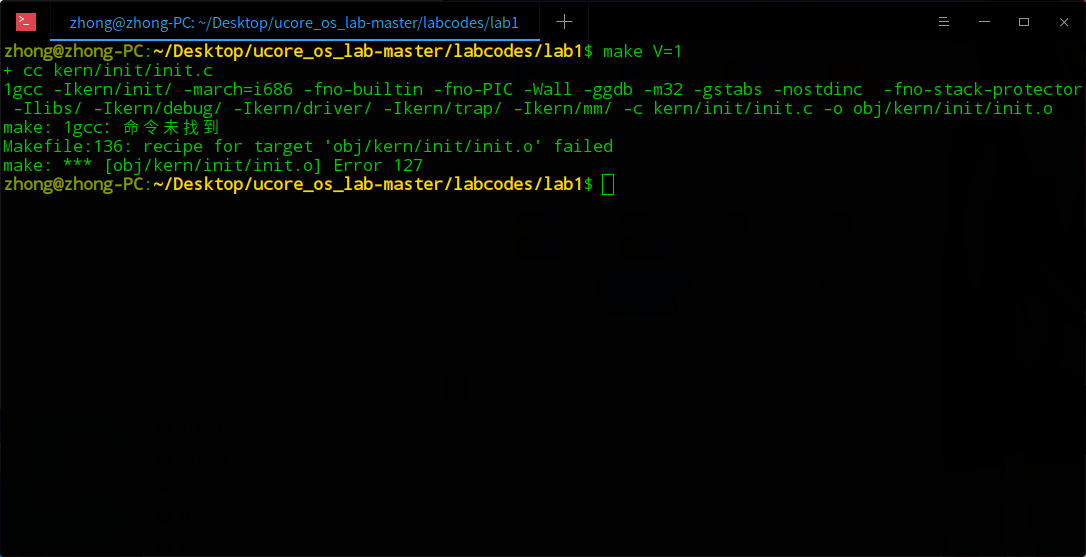 zhong@zhong-PC: ~/Desktop/ucore_os_lab-master/labcodes/lab1
zhong@zhong-PC:~/Desktop/ucore_os_lab-master/labcodes/lab1$ make V=1
+ cc kern/init/init.c
1gcc -Ikern/init/ -march=i686 -fno-builtin -fno-PIC -Wall -ggdb -m32 -gstabs -nostdinc  -fno-stack-protector
 -Ilibs/ -Ikern/debug/ -Ikern/driver/ -Ikern/trap/ -Ikern/mm/ -c kern/init/init.c -o obj/kern/init/init.o
make: 1gcc: 命令未找到
Makefile:136: recipe for target 'obj/kern/init/init.o' failed
make: *** [obj/kern/init/init.o] Error 127
zhong@zhong-PC:~/Desktop/ucore_os_lab-master/labcodes/lab1$